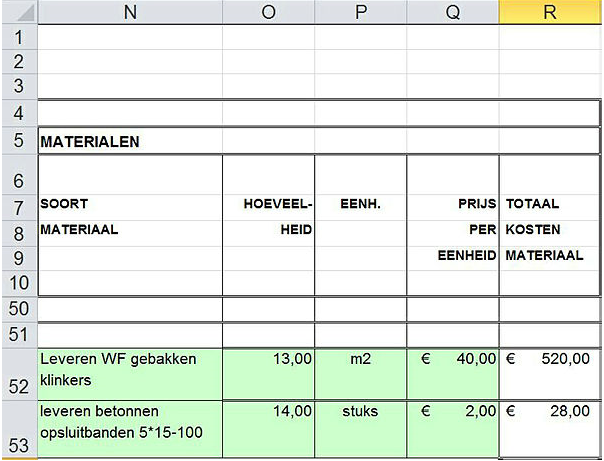 N O P Q R
1
2
3
4
5 MATERIALEN
6
7 SOORT HOEVEEL- EENH. PRIJS TOTAAL
8 MATERIAAL HEID PER KOSTEN
9 EENHEID MATERIAAL
10
50
51
Leveren WF gebakken 13,00 m2 € 40,00 € 520,00
52 klinkers
leveren betonnen 14,00 stuks € 2,00 € 28,00
53 opsluitbanden 5*15-100